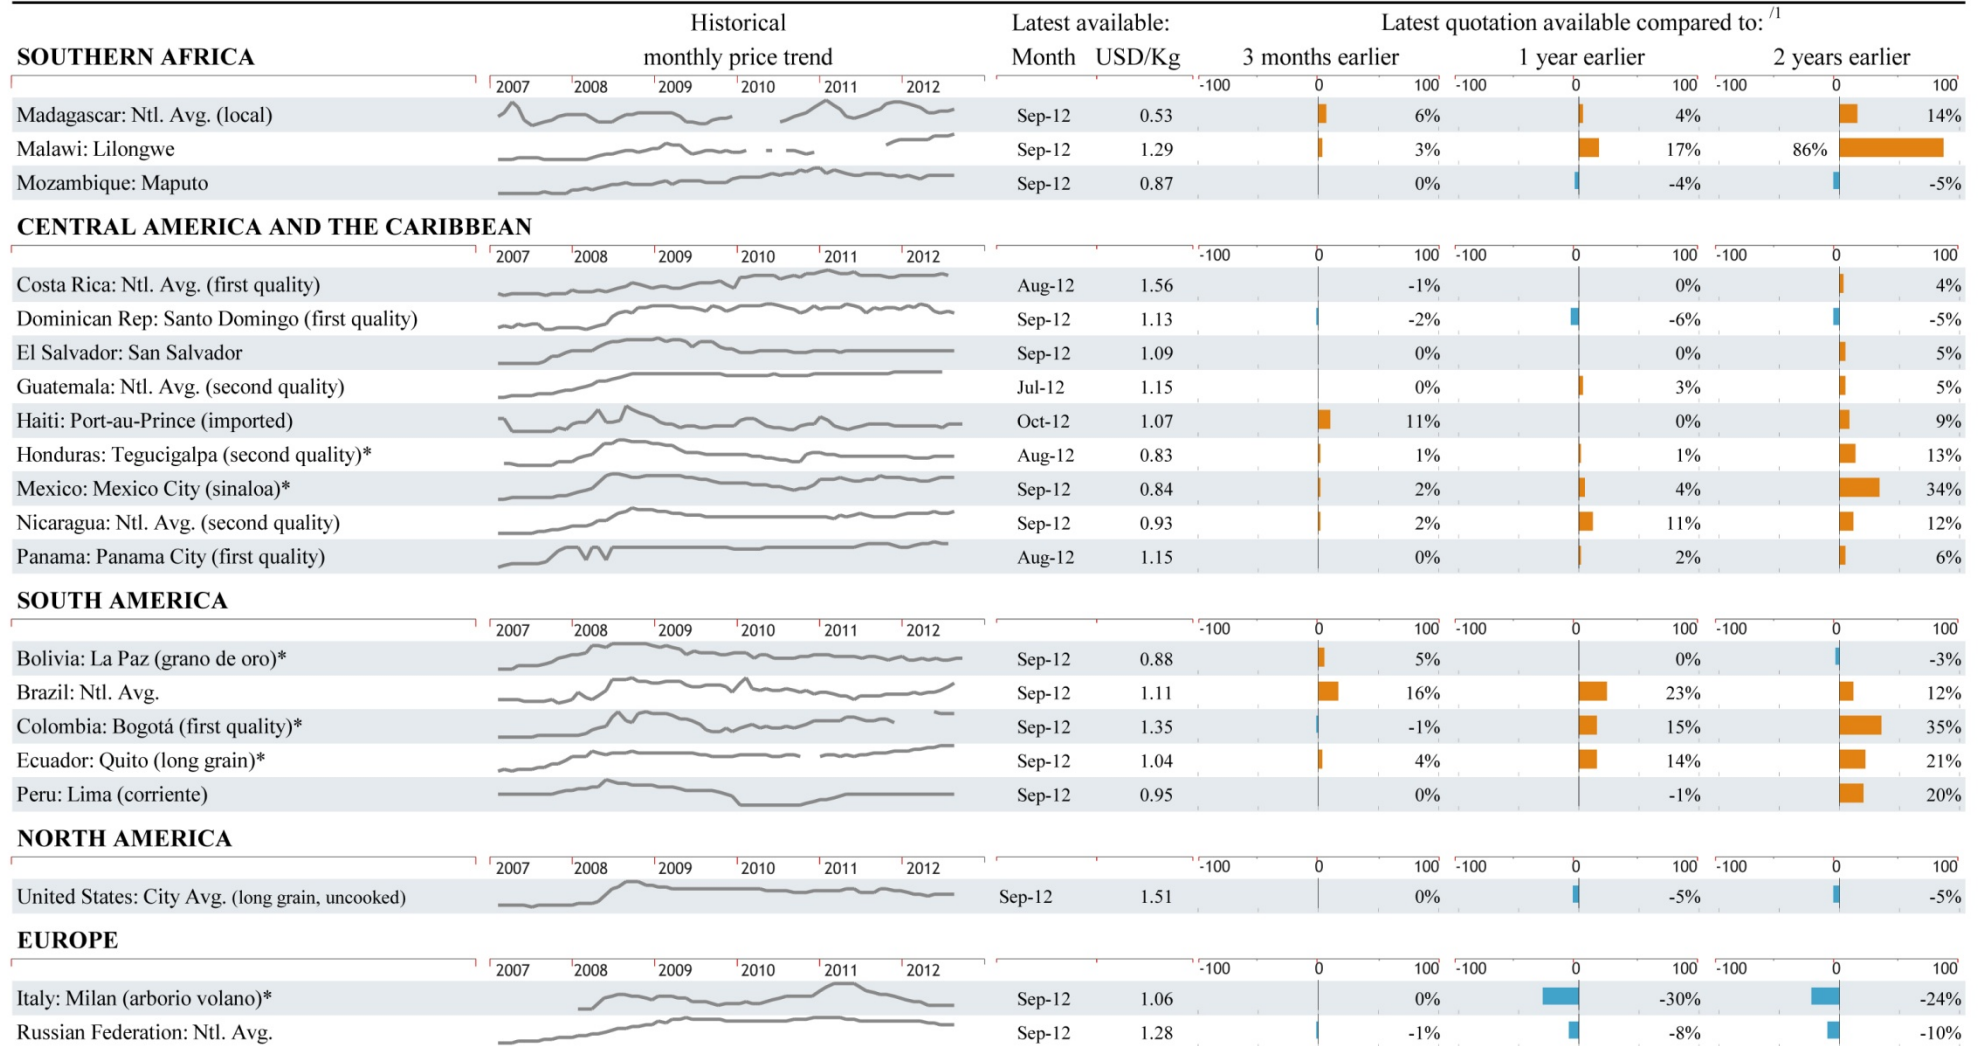 Historical Latest available: Latest quotation available compared to: /1
SOUTHERN AFRICA monthly price trend Month USD/Kg 3 months earlier 1 year earlier 2 years earlier
2007 2008 2009 2010 2011 2012 -100 0 100 -100 0 100 -100 0 100
Madagascar: Ntl. Avg. (local) Sep-12 0.53 6% 4% 14%
Malawi: Lilongwe Sep-12 1.29 3% 17% 86%
Mozambique: Maputo Sep-12 0.87 0% -4% -5%
CENTRAL AMERICA AND THE CARIBBEAN
2007 2008 2009 2010 2011 2012 -100 0 100 -100 0 100 -100 0 100
Costa Rica: Ntl. Avg. (first quality) Aug-12 1.56 -1% 0% 4%
Dominican Rep: Santo Domingo (first quality) Sep-12 1.13 -2% -6% -5%
El Salvador: San Salvador Sep-12 1.09 0% 0% 5%
Guatemala: Ntl. Avg. (second quality) Jul-12 1.15 0% 3% 5%
Haiti: Port-au-Prince (imported) Oct-12 1.07 11% 0% 9%
Honduras: Tegucigalpa (second quality)* Aug-12 0.83 1% 1% 13%
Mexico: Mexico City (sinaloa)* Sep-12 0.84 2% 4% 34%
Nicaragua: Ntl. Avg. (second quality) Sep-12 0.93 2% 11% 12%
Panama: Panama City (first quality) Aug-12 1.15 0% 2% 6%
SOUTH AMERICA
2007 2008 2009 2010 2011 2012 -100 0 100 -100 0 100 -100 0 100
Bolivia: La Paz (grano de oro)* Sep-12 0.88 5% 0% -3%
Brazil: Ntl. Avg. Sep-12 1.11 16% 23% 12%
Colombia: Bogotá (first quality)* Sep-12 1.35 -1% 15% 35%
Ecuador: Quito (long grain)* Sep-12 1.04 4% 14% 21%
Peru: Lima (corriente) Sep-12 0.95 0% -1% 20%
NORTH AMERICA
2007 2008 2009 2010 2011 2012 -100 0 100 -100 0 100 -100 0 100
United States: City Avg. (long grain, uncooked) Sep-12 1.51 0% -5% -5%
EUROPE
2007 2008 2009 2010 2011 2012 -100 0 100 -100 0 100 -100 0 100
Italy: Milan (arborio volano)* Sep-12 1.06 0% -30% -24%
Russian Federation: Ntl. Avg. Sep-12 1.28 -1% -8% -10%